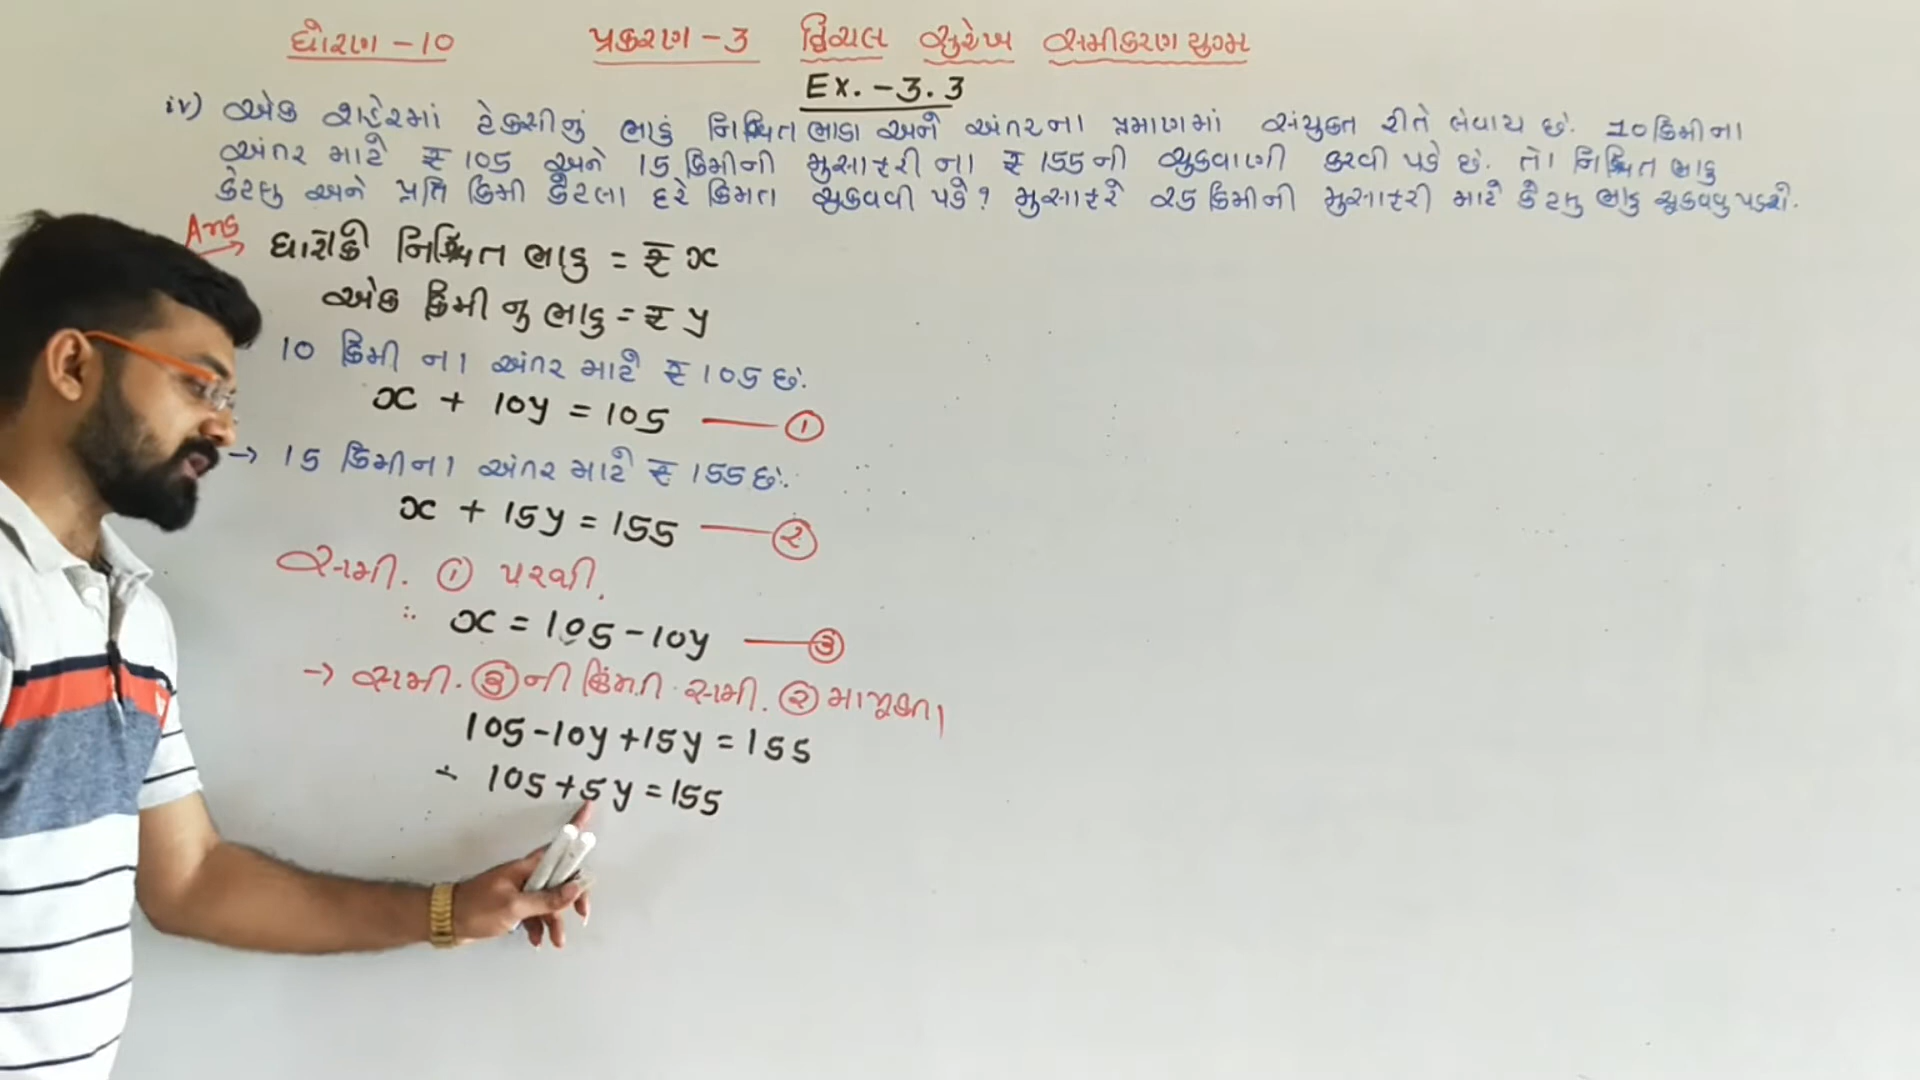 ધોરણ - 10 પ્રકરણ - 3 દ્વિચલ સુરેખ સમીકરણ યુગ્મ
Ex. - 3.3
iv) એક શહેરમાં ટેક્સીનું ભાડું નિશ્ચિત ભાડા અને અંતરના પ્રમાણમાં સંયુક્ત રીતે લેવાય છે. 10 કિમીના
અંતર માટે ₹ 105 અને 15 કિમીની મુસાફરી ના ₹ 155 ની ચુકવાણી કરવી પડે છે. તો નિશ્ચિત ભાડુ
કેટલુ અને પ્રતિ કિમી કેટલા દરે કિમત ચુકવવી પડે? મુસાફરે 25 કિમીની મુસાફરી માટે કેટલુ ભાડુ ચુકવવુ પડશે.
Ans → ધારોકે નિશ્ચિત ભાડુ = ₹ x
એક કિમી નુ ભાડુ = ₹ y
10 કિમી ના અંતર માટે ₹ 105 છે.
x + 10y = 105 — ①
→ 15 કિમીના અંતર માટે ₹ 155 છે.
x + 15y = 155 — ②
સમી. ① પરથી,
∴ x = 105 - 10y — ③
→ સમી. ③ ની કિંમત સમી. ② મા મૂકતા
105 - 10y + 15y = 155
∴ 105 + 5y = 155